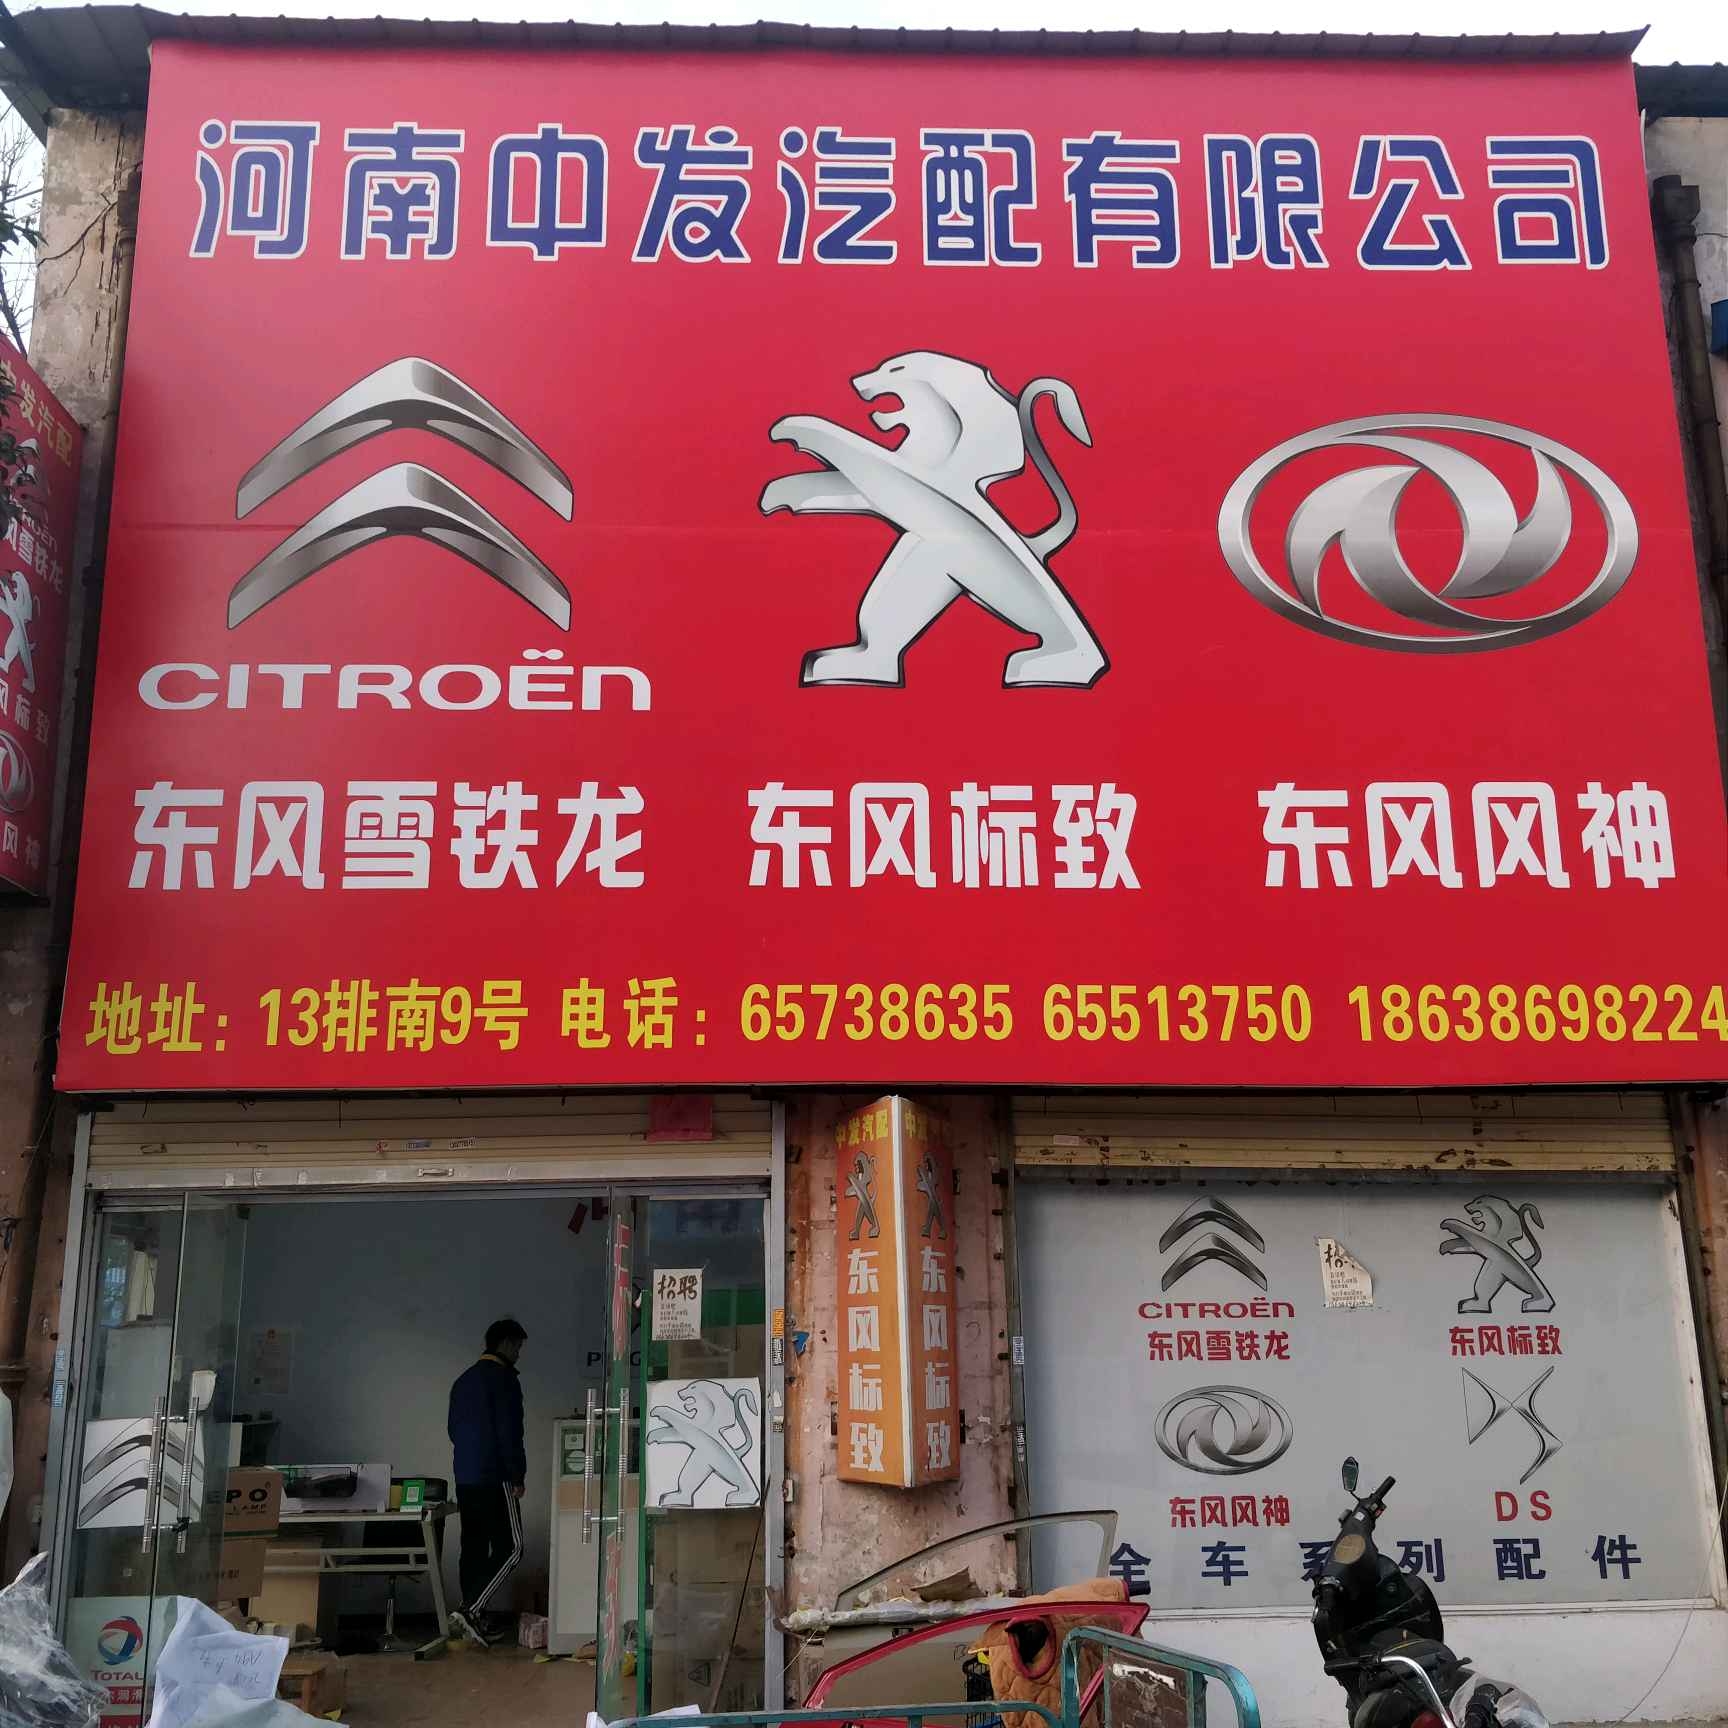 河南中发汽配有限公司
CITROËN
东风雪铁龙 东风标致 东风风神
地址：13排南9号 电话：65738635 65513750 18638698224
中发汽配
东风标致
东风标致
招聘
CITROËN
东风雪铁龙
东风标致
东风风神
DS
全车系列配件
TOTAL